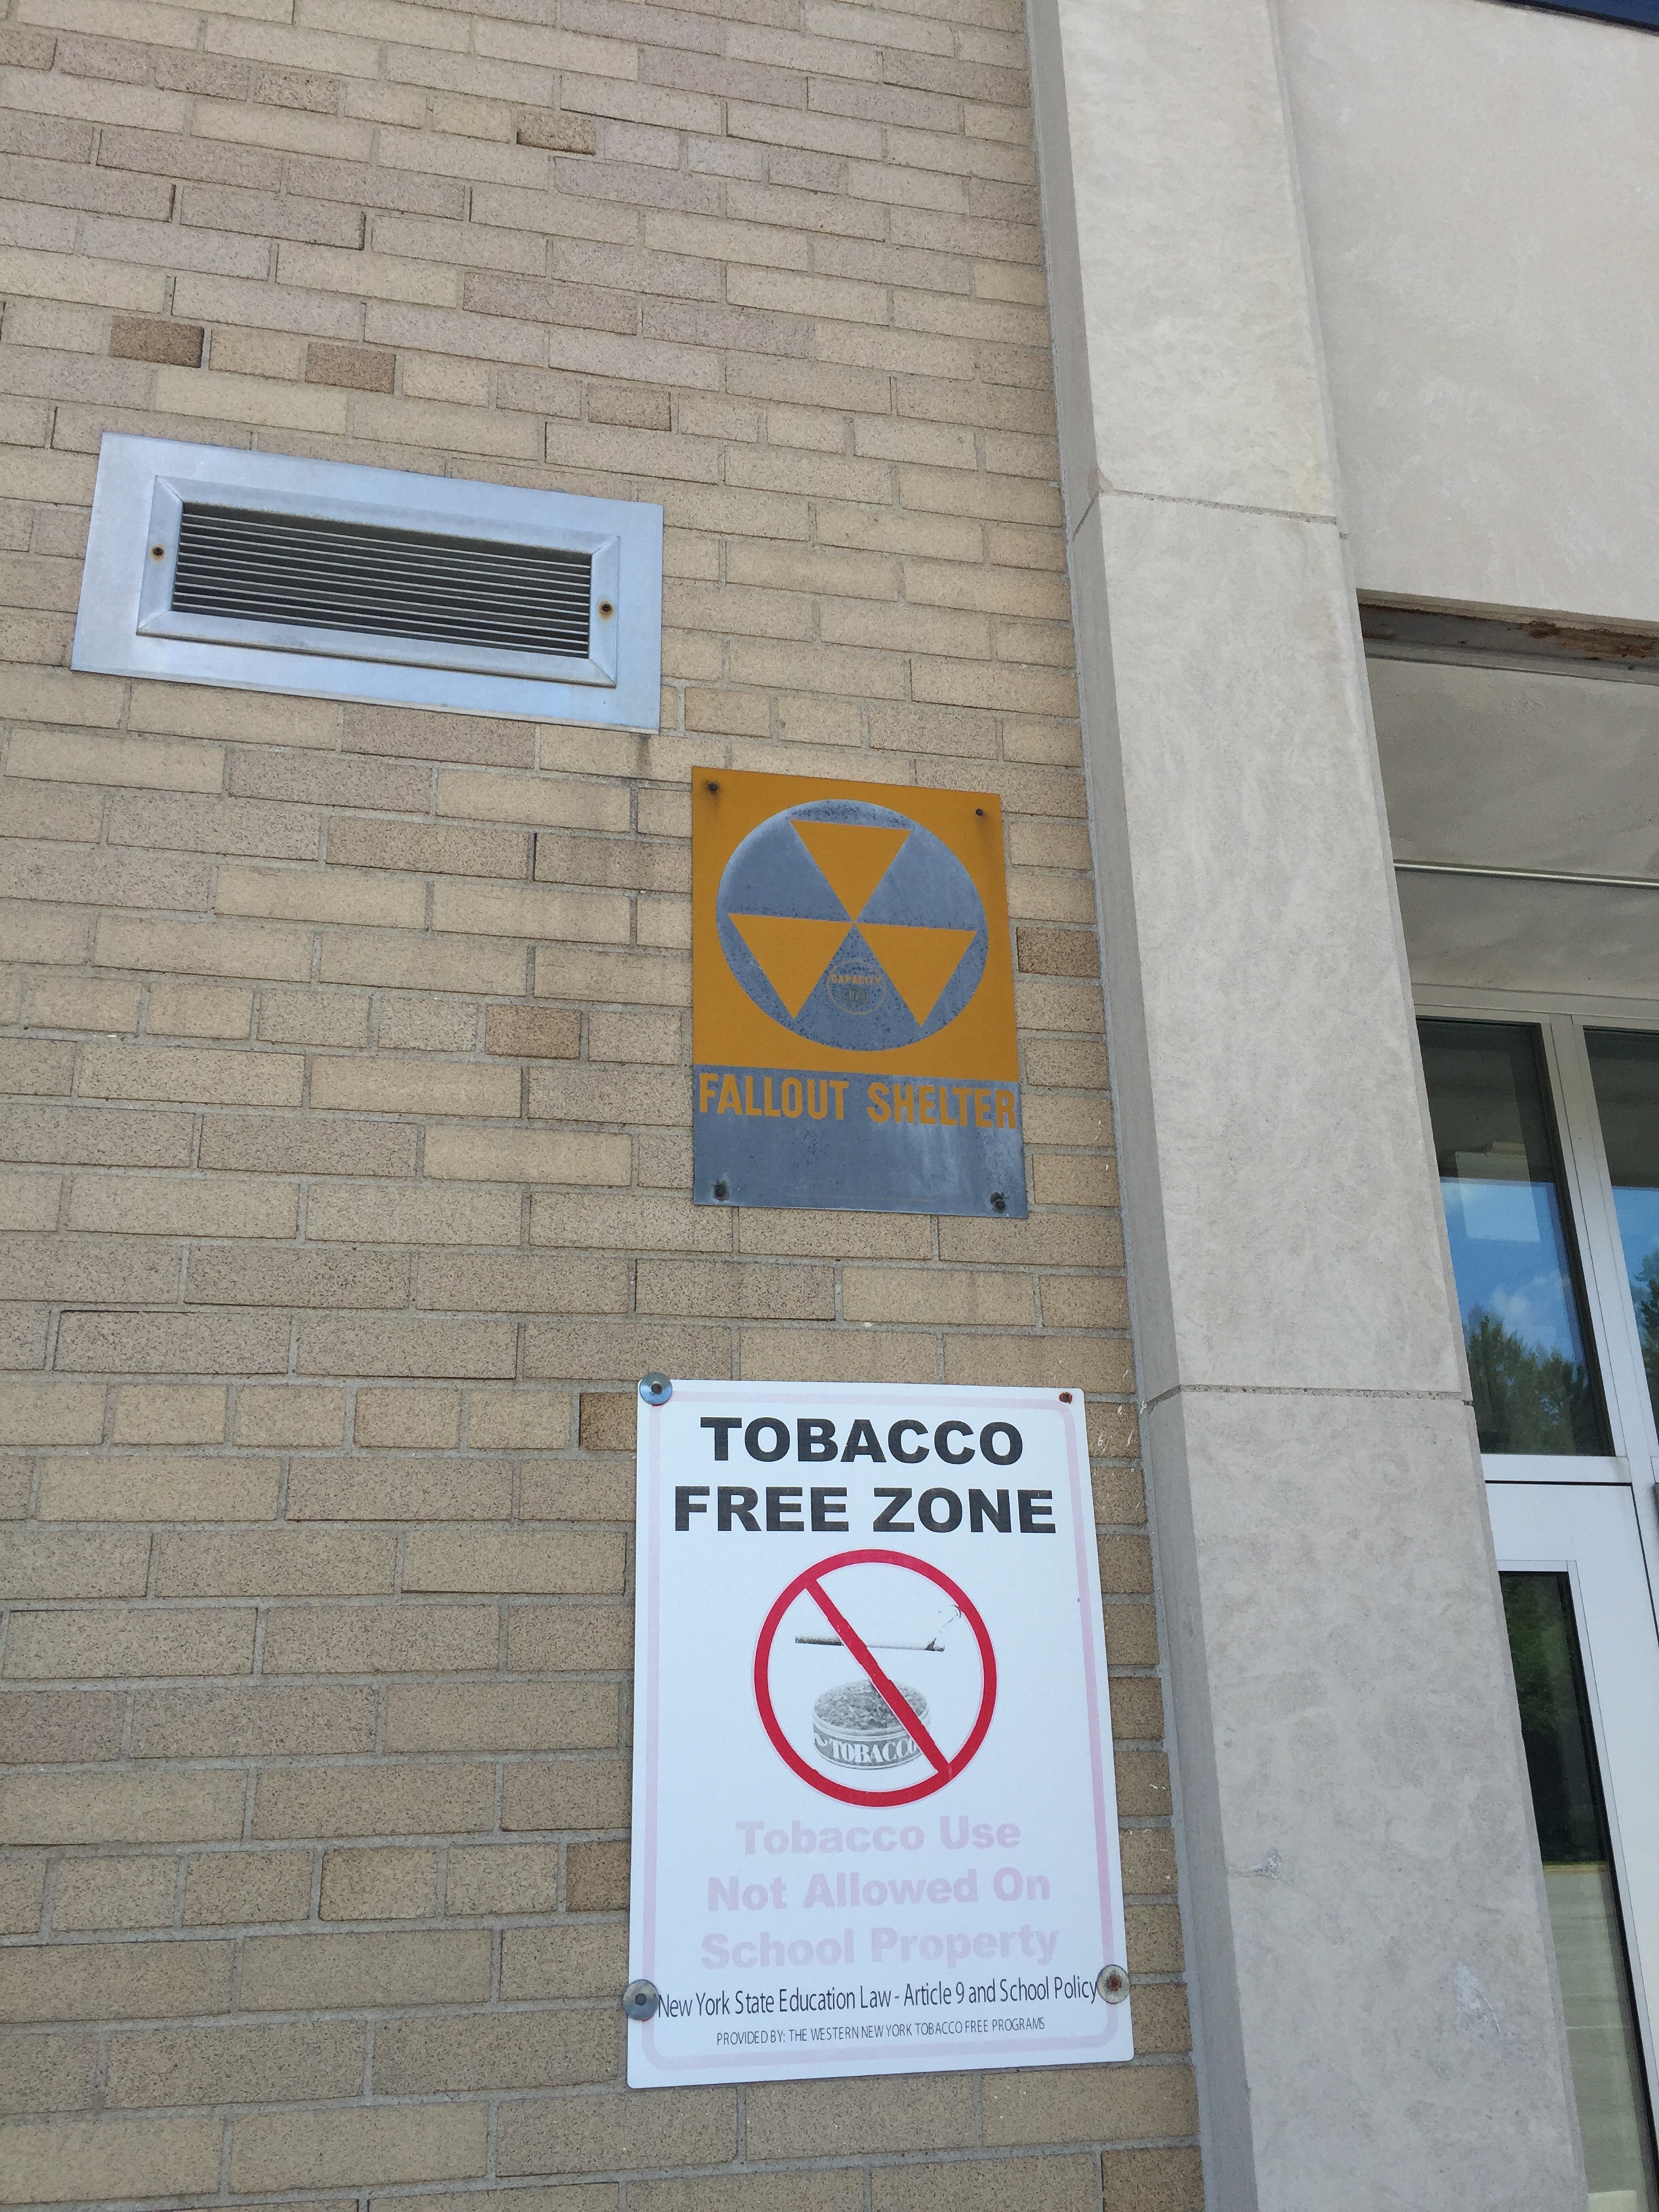 CAPACITY
FALLOUT SHELTER
TOBACCO
FREE ZONE
TOBACCO
Tobacco Use
Not Allowed On
School Property
New York State Education Law - Article 9 and School Policy
PROVIDED BY: THE WESTERN NEW YORK TOBACCO FREE PROGRAMS